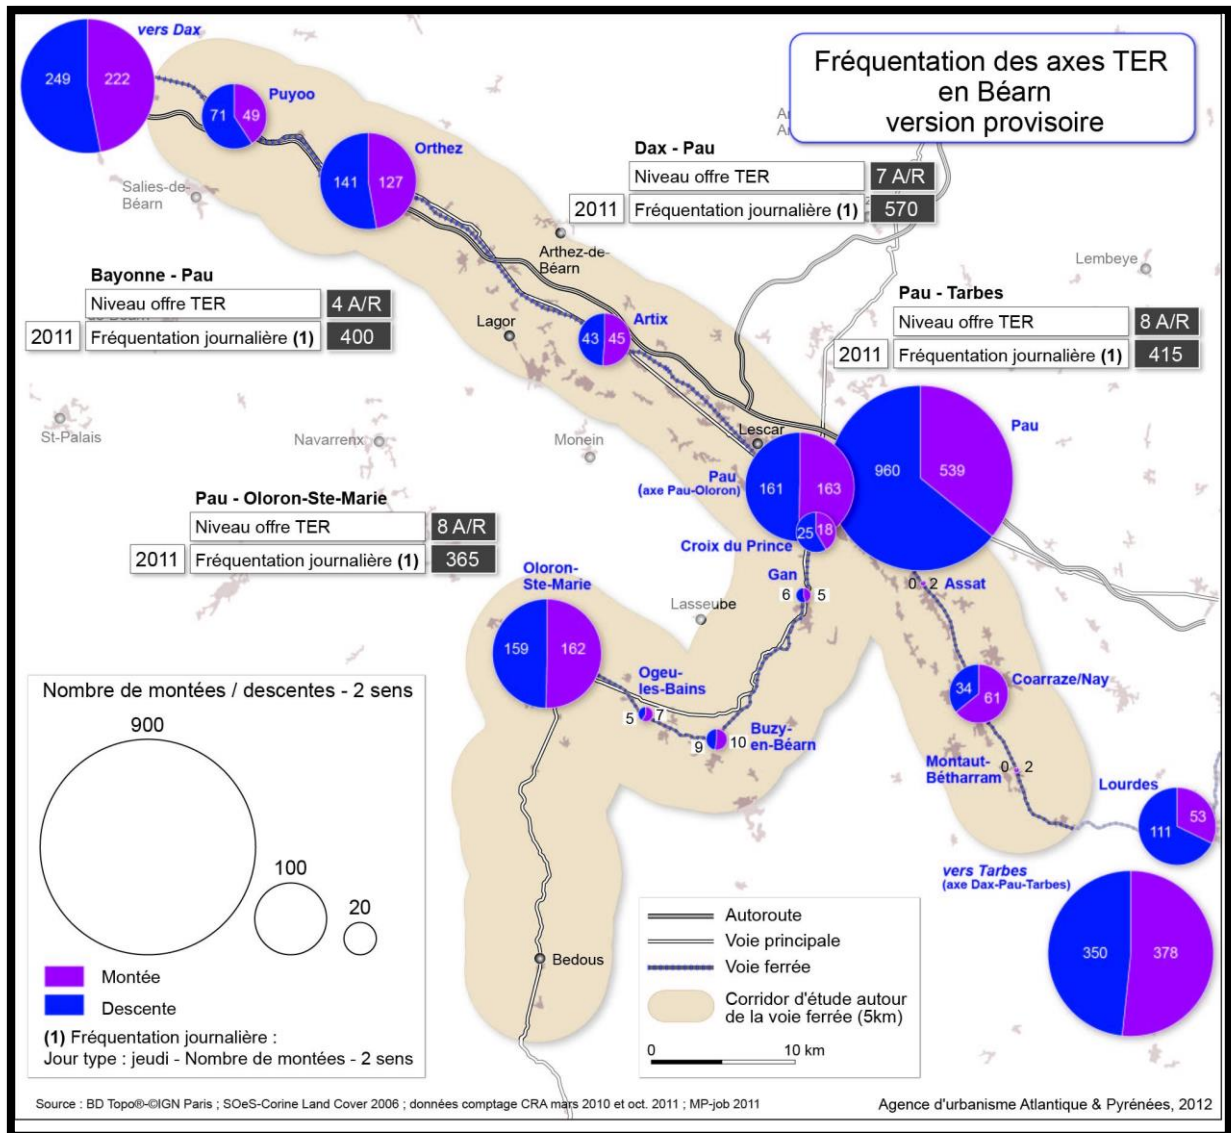 Fréquentation des axes TER
en Béarn
version provisoire
vers Dax
249
222
Puyoo
71
49
Orthez
141
127
Salies-de-
Béarn
Dax - Pau
Niveau offre TER
7 A/R
2011
Fréquentation journalière (1)
570
Arthez-de-
Béarn
Lembeye
Bayonne - Pau
Niveau offre TER
4 A/R
2011
Fréquentation journalière (1)
400
Lagor
Artix
43
45
Pau - Tarbes
Niveau offre TER
8 A/R
2011
Fréquentation journalière (1)
415
St-Palais
Navarrenx
Monein
Lescar
Pau
960
539
Pau
(axe Pau-Oloron)
161
163
Pau - Oloron-Ste-Marie
Niveau offre TER
8 A/R
2011
Fréquentation journalière (1)
365
Croix du Prince
25
18
Gan
6
5
0
2
Assat
Oloron-
Ste-Marie
159
162
Lasseube
Ogeu-
les-Bains
5
7
Buzy-
en-Béarn
9
10
Coarraze/Nay
34
61
Montaut-
Bétharram
0
2
Lourdes
111
53
vers Tarbes
(axe Dax-Pau-Tarbes)
350
378
Bedous
Nombre de montées / descentes - 2 sens
900
100
20
Montée
Descente
(1) Fréquentation journalière :
Jour type : jeudi - Nombre de montées - 2 sens
Autoroute
Voie principale
Voie ferrée
Corridor d'étude autour
de la voie ferrée (5km)
0
10 km
Source : BD Topo®-©IGN Paris ; SOeS-Corine Land Cover 2006 ; données comptage CRA mars 2010 et oct. 2011 ; MP-job 2011
Agence d'urbanisme Atlantique & Pyrénées, 2012